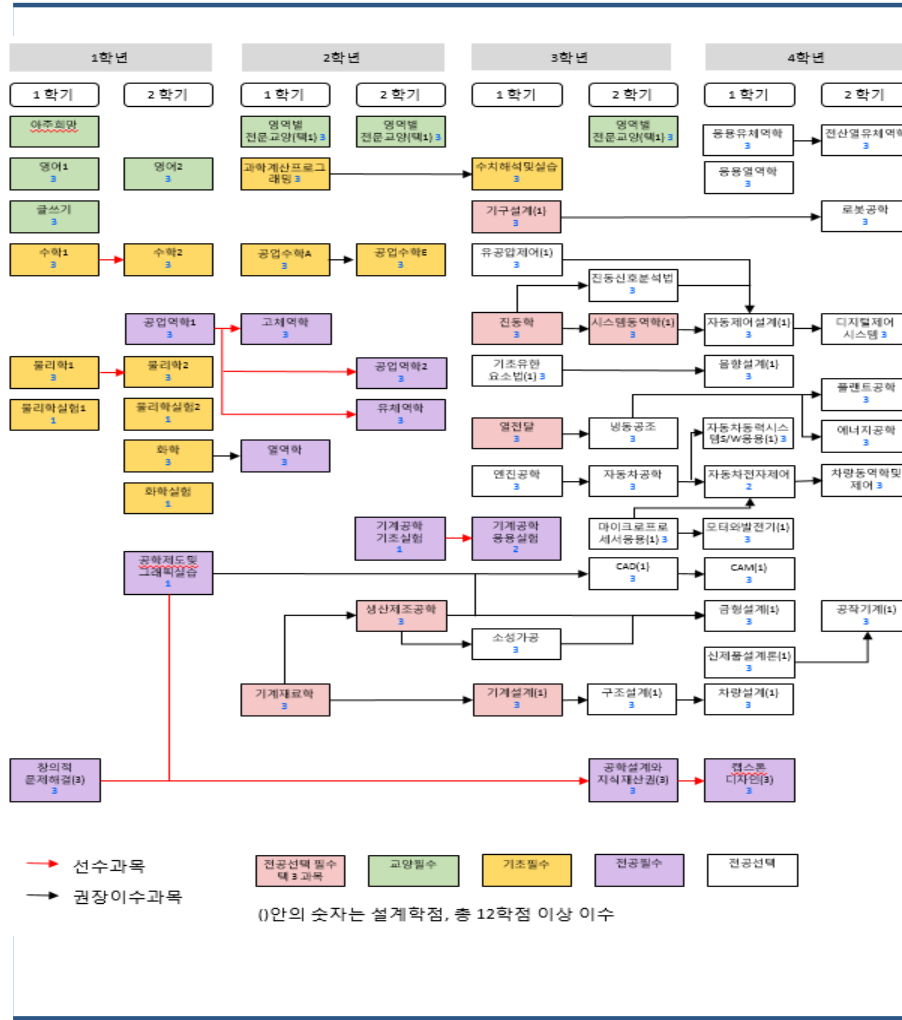 1학년
2학년
3학년
4학년
1 학기
2 학기
1 학기
2 학기
1 학기
2 학기
1 학기
2 학기
아주희망
영역별
전문교양(택1) 3
영역별
전문교양(택1) 3
영역별
전문교양(택1) 3
응용유체역학
3
전산열유체역학
3
영어1
3
영어2
3
과학계산프로그
래밍 3
수치해석및실습
3
응용열역학
3
글쓰기
3
기구설계(1)
3
로봇공학
3
수학1
3
수학2
3
공업수학A
3
공업수학E
3
유공압제어(1)
3
진동신호분석법
3
공업역학1
3
고체역학
3
진동학
3
시스템동역학(1)
3
자동제어설계(1)
3
디지털제어
시스템 3
물리학1
3
물리학2
3
공업역학2
3
기초유한
요소법(1) 3
음향설계(1)
3
플랜트공학
3
물리학실험1
1
물리학실험2
1
유체역학
3
열전달
3
냉동공조
3
자동차동력시스
템S/W응용(1) 3
에너지공학
3
화학
3
열역학
3
엔진공학
3
자동차공학
3
자동차전자제어
2
차량동역학및
제어 3
화학실험
1
기계공학
기초실험
1
기계공학
응용실험
2
마이크로프로
세서응용(1) 3
모터와발전기(1)
3
공학제도및
그래픽실습
1
CAD(1)
3
CAM(1)
3
생산제조공학
3
소성가공
3
금형설계(1)
3
공작기계(1)
3
신제품설계론(1)
3
기계재료학
3
기계설계(1)
3
구조설계(1)
3
차량설계(1)
3
창의적
문제해결(3)
3
공학설계와
지식재산권(3)
3
캡스톤
디자인(3)
3
선수과목
권장이수과목
전공선택 필수
택 3 과목
교양필수
기초필수
전공필수
전공선택
()안의 숫자는 설계학점, 총 12학점 이상 이수